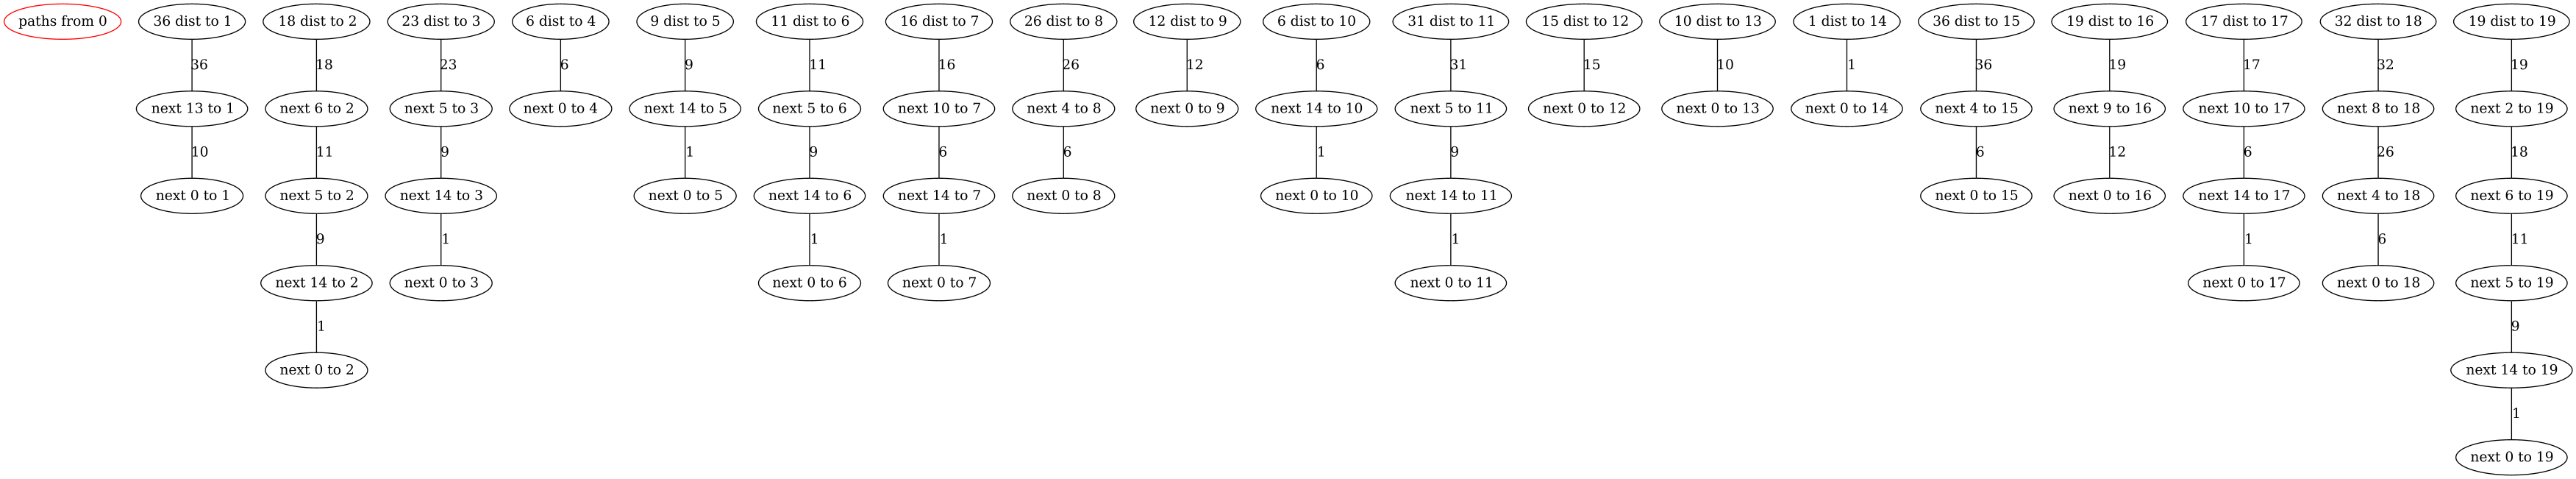 paths from 0
36 dist to 1
18 dist to 2
23 dist to 3
6 dist to 4
9 dist to 5
11 dist to 6
16 dist to 7
26 dist to 8
12 dist to 9
6 dist to 10
31 dist to 11
15 dist to 12
10 dist to 13
1 dist to 14
36 dist to 15
19 dist to 16
17 dist to 17
32 dist to 18
19 dist to 19
36
18
23
6
9
11
16
26
12
6
31
15
10
1
36
19
17
32
19
next 13 to 1
next 6 to 2
next 5 to 3
next 0 to 4
next 14 to 5
next 5 to 6
next 10 to 7
next 4 to 8
next 0 to 9
next 14 to 10
next 5 to 11
next 0 to 12
next 0 to 13
next 0 to 14
next 4 to 15
next 9 to 16
next 10 to 17
next 8 to 18
next 2 to 19
10
11
9
1
9
6
6
1
9
6
12
6
26
18
next 0 to 1
next 5 to 2
next 14 to 3
next 0 to 5
next 14 to 6
next 14 to 7
next 0 to 8
next 0 to 10
next 14 to 11
next 0 to 15
next 0 to 16
next 14 to 17
next 4 to 18
next 6 to 19
9
1
1
1
1
1
6
11
next 14 to 2
next 0 to 3
next 0 to 6
next 0 to 7
next 0 to 11
next 0 to 17
next 0 to 18
next 5 to 19
1
9
next 0 to 2
next 14 to 19
1
next 0 to 19